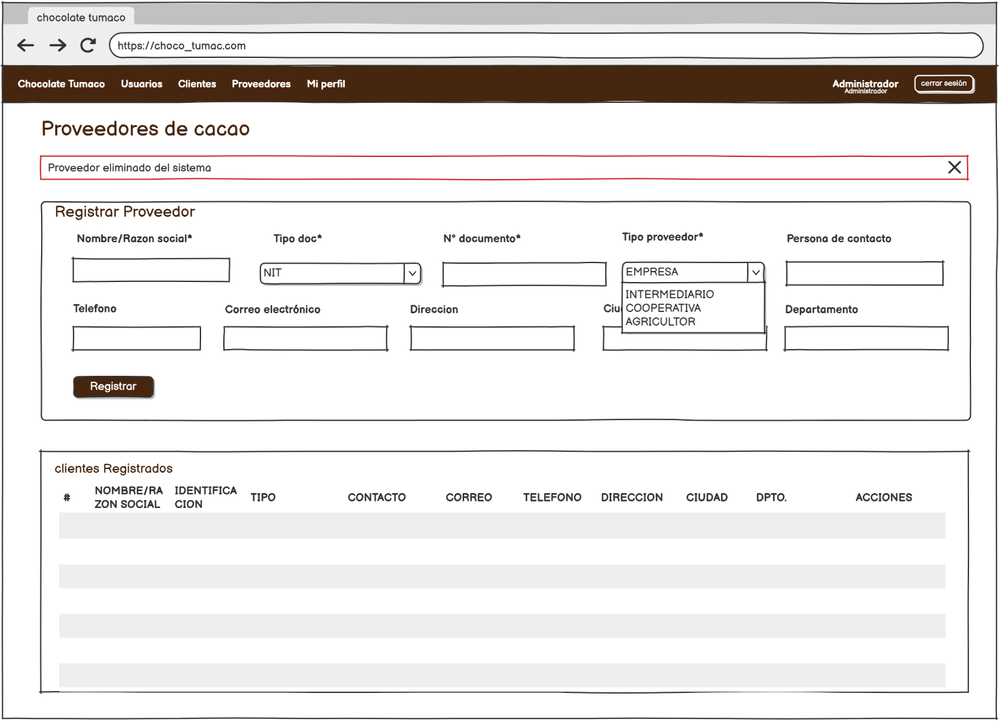 chocolate tumaco
https://choco_tumac.com
Chocolate Tumaco Usuarios Clientes Proveedores Mi perfil Administrador cerrar sesión
Administrador
Proveedores de cacao
Proveedor eliminado del sistema
Registrar Proveedor
Nombre/Razon social* Tipo doc* N° documento* Tipo proveedor* Persona de contacto
NIT EMPRESA
INTERMEDIARIO
COOPERATIVA
AGRICULTOR
Telefono Correo electrónico Direccion Departamento
Registrar
clientes Registrados
# NOMBRE/RA IDENTIFICA TIPO CONTACTO CORREO TELEFONO DIRECCION CIUDAD DPTO. ACCIONES
ZON SOCIAL CION